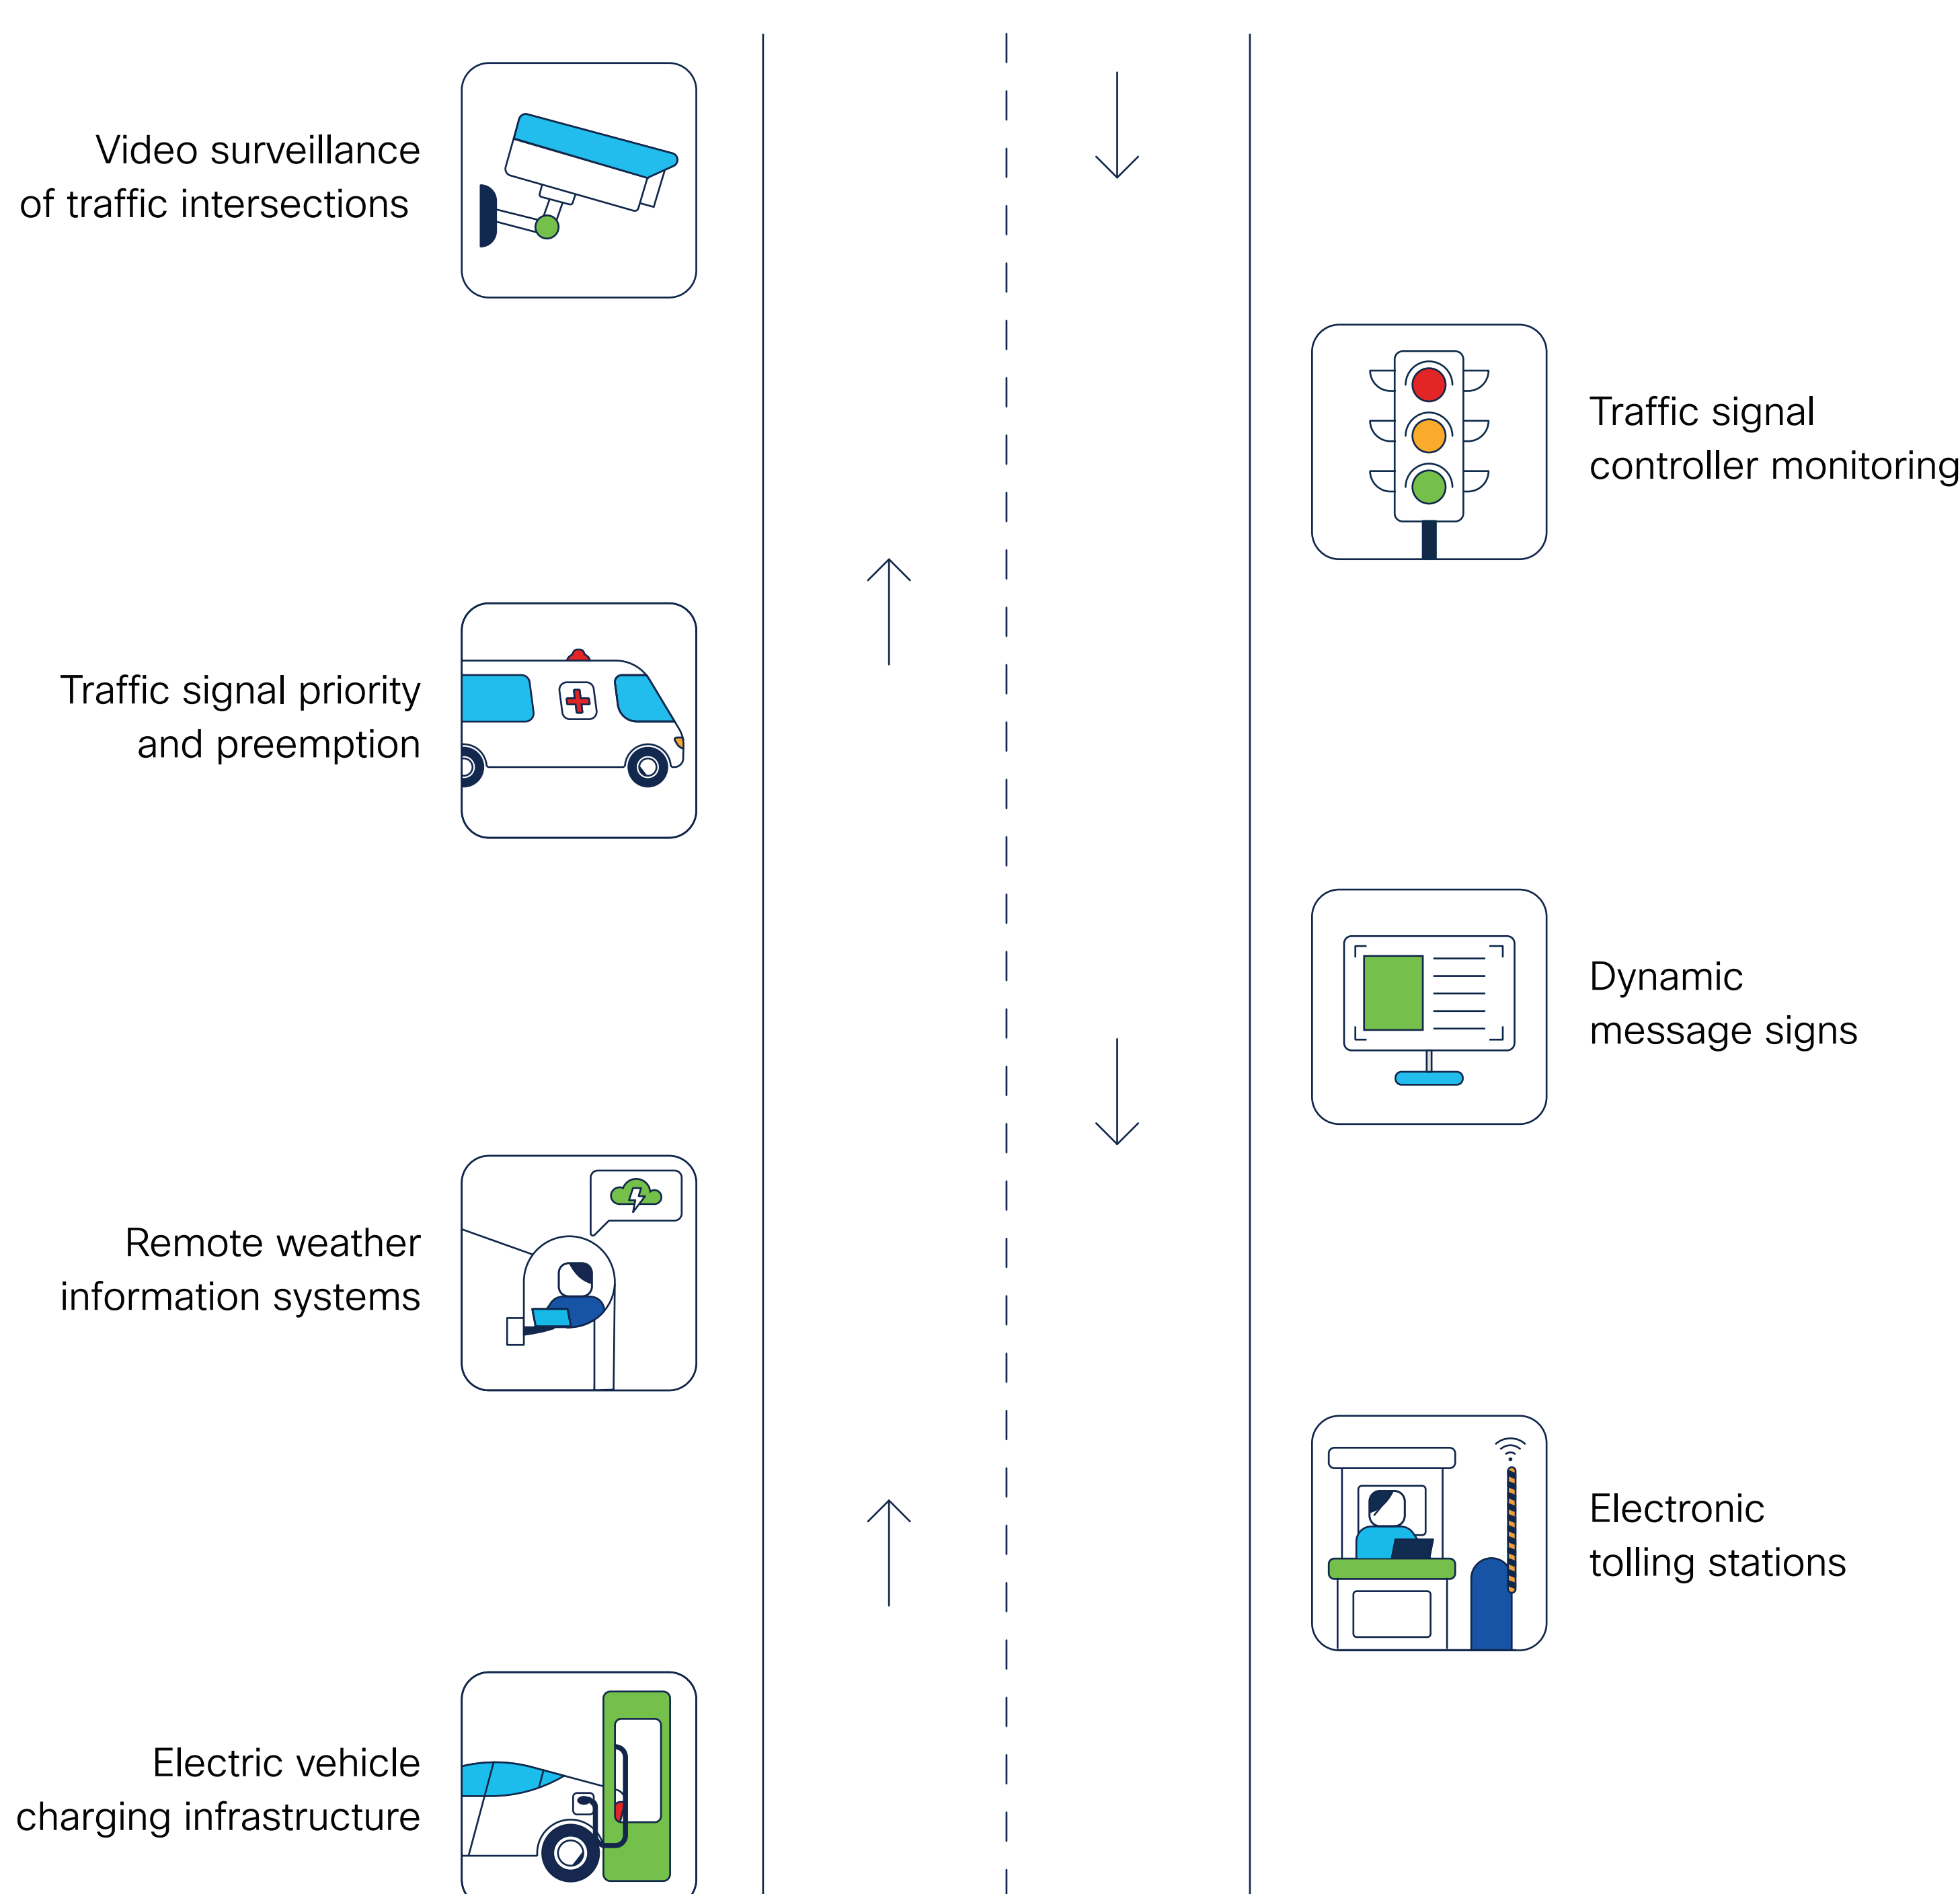 Video surveillance
of traffic intersections
Traffic signal
controller monitoring
Traffic signal priority
and preemption
Dynamic
message signs
Remote weather
information systems
Electronic
tolling stations
Electric vehicle
charging infrastructure